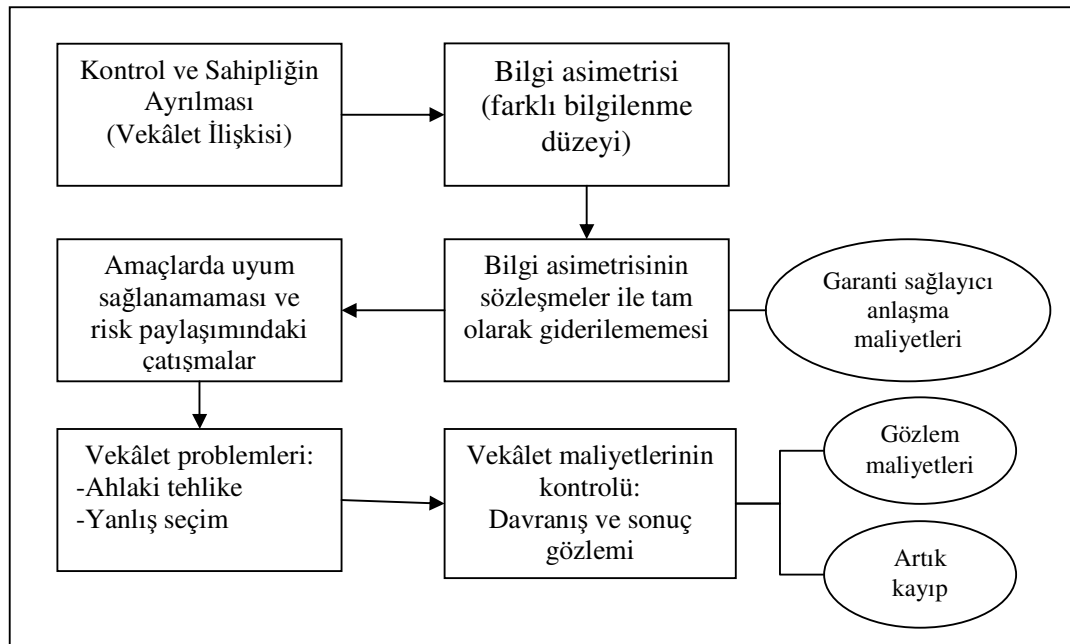 Kontrol ve Sahipliğin
Ayrılması
(Vekâlet İlişkisi)
Bilgi asimetrisi
(farklı bilgilenme
düzeyi)
Amaçlarda uyum
sağlanamaması ve
risk paylaşımındaki
çatışmalar
Bilgi asimetrisinin
sözleşmeler ile tam
olarak giderilememesi
Garanti sağlayıcı
anlaşma
maliyetleri
Vekâlet problemleri:
-Ahlaki tehlike
-Yanlış seçim
Vekâlet maliyetlerinin
kontrolü:
Davranış ve sonuç
gözlemi
Gözlem
maliyetleri
Artık
kayıp